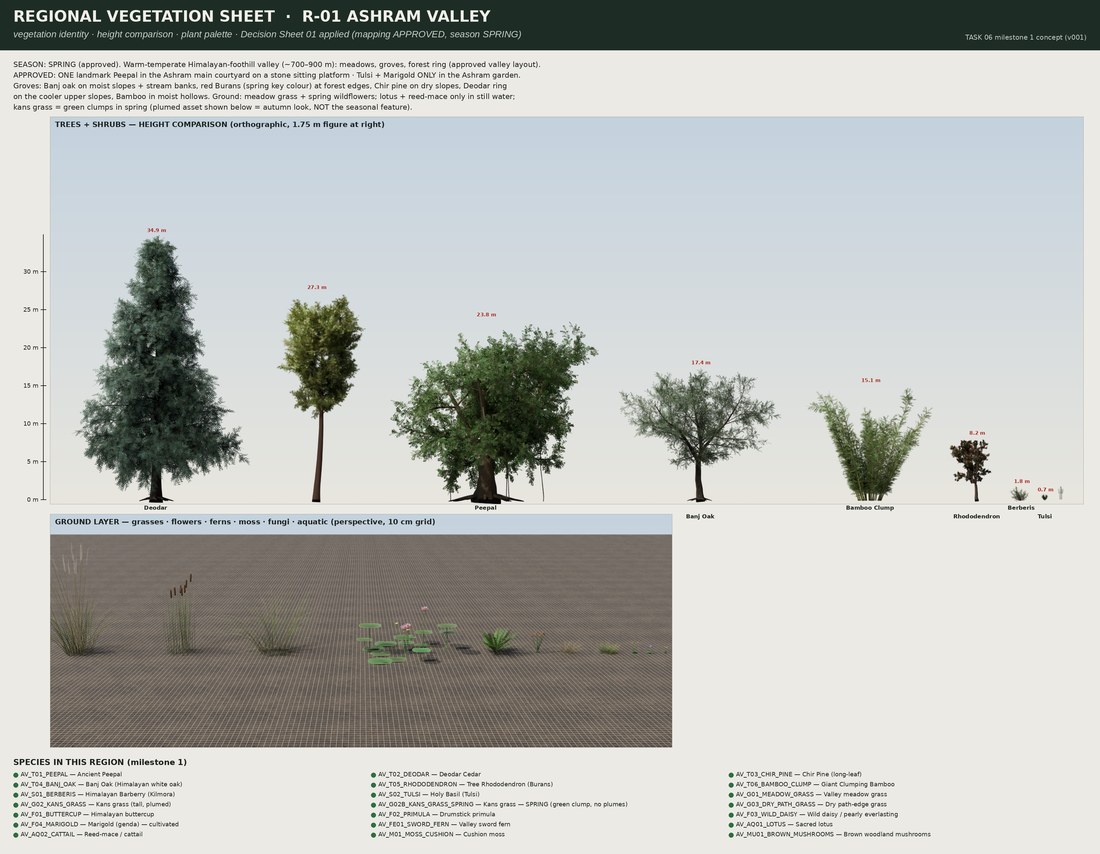 REGIONAL VEGETATION SHEET · R-01 ASHRAM VALLEY
vegetation identity · height comparison · plant palette · Decision Sheet 01 applied (mapping APPROVED, season SPRING)
TASK 06 milestone 1 concept (v001)
SEASON: SPRING (approved). Warm-temperate Himalayan-foothill valley (~700–900 m): meadows, groves, forest ring (approved valley layout).
APPROVED: ONE landmark Peepal in the Ashram main courtyard on a stone sitting platform · Tulsi + Marigold ONLY in the Ashram garden.
Groves: Banj oak on moist slopes + stream banks, red Burans (spring key colour) at forest edges, Chir pine on dry slopes, Deodar ring
on the cooler upper slopes, Bamboo in moist hollows. Ground: meadow grass + spring wildflowers; lotus + reed-mace only in still water;
kans grass = green clumps in spring (plumed asset shown below = autumn look, NOT the seasonal feature).
TREES + SHRUBS — HEIGHT COMPARISON (orthographic, 1.75 m figure at right)
34.9 m
27.3 m
23.8 m
17.4 m
15.1 m
8.2 m
1.8 m
0.7 m
30 m
25 m
20 m
15 m
10 m
5 m
0 m
Deodar
Peepal
Banj Oak
Bamboo Clump
Rhododendron
Berberis
Tulsi
GROUND LAYER — grasses · flowers · ferns · moss · fungi · aquatic (perspective, 10 cm grid)
SPECIES IN THIS REGION (milestone 1)
AV_T01_PEEPAL — Ancient Peepal
AV_T02_DEODAR — Deodar Cedar
AV_T03_CHIR_PINE — Chir Pine (long-leaf)
AV_T04_BANJ_OAK — Banj Oak (Himalayan white oak)
AV_T05_RHODODENDRON — Tree Rhododendron (Burans)
AV_T06_BAMBOO_CLUMP — Giant Clumping Bamboo
AV_S01_BERBERIS — Himalayan Barberry (Kilmora)
AV_S02_TULSI — Holy Basil (Tulsi)
AV_G01_MEADOW_GRASS — Valley meadow grass
AV_G02_KANS_GRASS — Kans grass (tall, plumed)
AV_G02B_KANS_GRASS_SPRING — Kans grass — SPRING (green clump, no plumes)
AV_G03_DRY_PATH_GRASS — Dry path-edge grass
AV_F01_BUTTERCUP — Himalayan buttercup
AV_F02_PRIMULA — Drumstick primula
AV_F03_WILD_DAISY — Wild daisy / pearly everlasting
AV_F04_MARIGOLD — Marigold (genda) — cultivated
AV_FE01_SWORD_FERN — Valley sword fern
AV_AQ01_LOTUS — Sacred lotus
AV_AQ02_CATTAIL — Reed-mace / cattail
AV_M01_MOSS_CUSHION — Cushion moss
AV_MU01_BROWN_MUSHROOMS — Brown woodland mushrooms